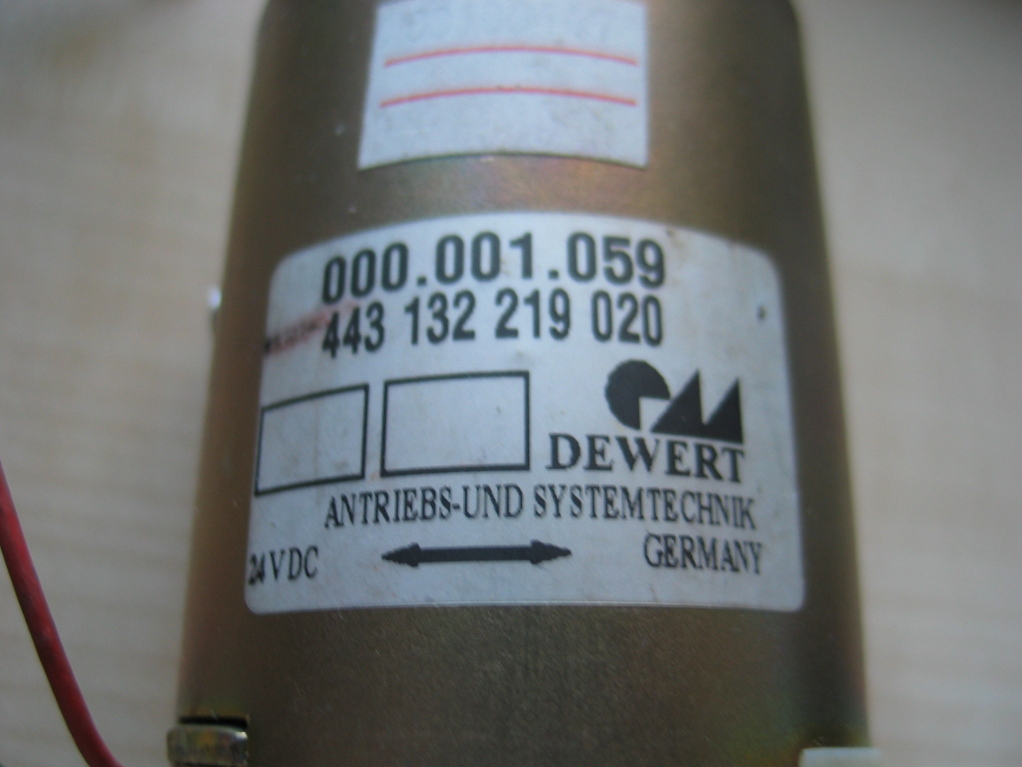 000.001.059
443 132 219 020
DEWERT
ANTRIEBS-UND SYSTEMTECHNIK
24 VDC
GERMANY